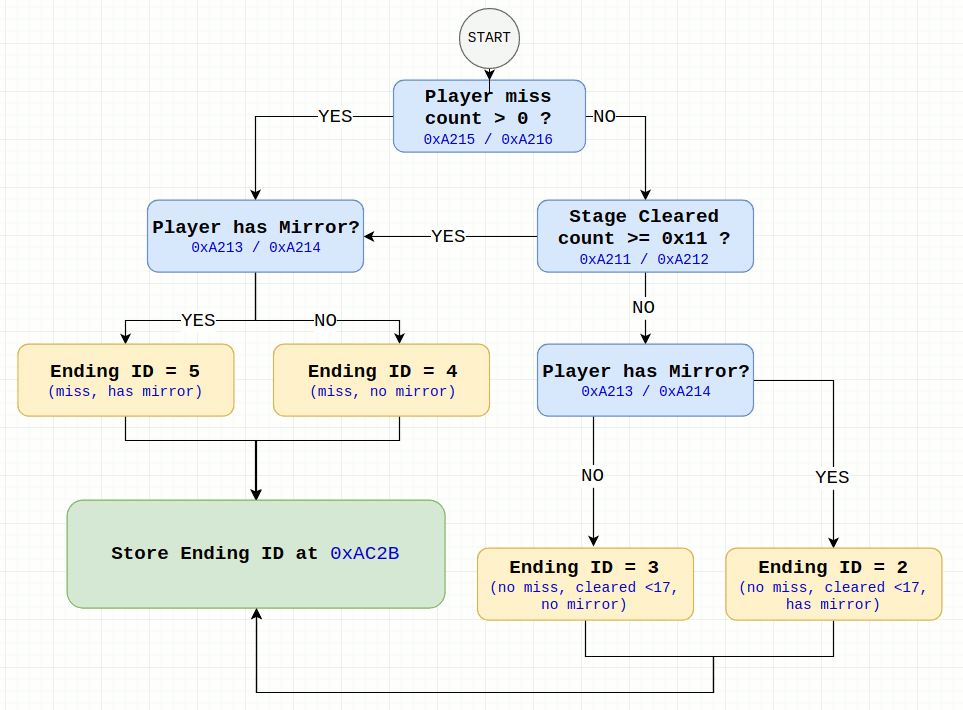 START
Player miss
count > 0 ?
0xA215 / 0xA216
YES
NO
Player has Mirror?
0xA213 / 0xA214
YES
Stage Cleared
count >= 0x11 ?
0xA211 / 0xA212
YES
NO
NO
Ending ID = 5
(miss, has mirror)
Ending ID = 4
(miss, no mirror)
Player has Mirror?
0xA213 / 0xA214
NO
YES
Store Ending ID at 0xAC2B
Ending ID = 3
(no miss, cleared <17,
no mirror)
Ending ID = 2
(no miss, cleared <17,
has mirror)